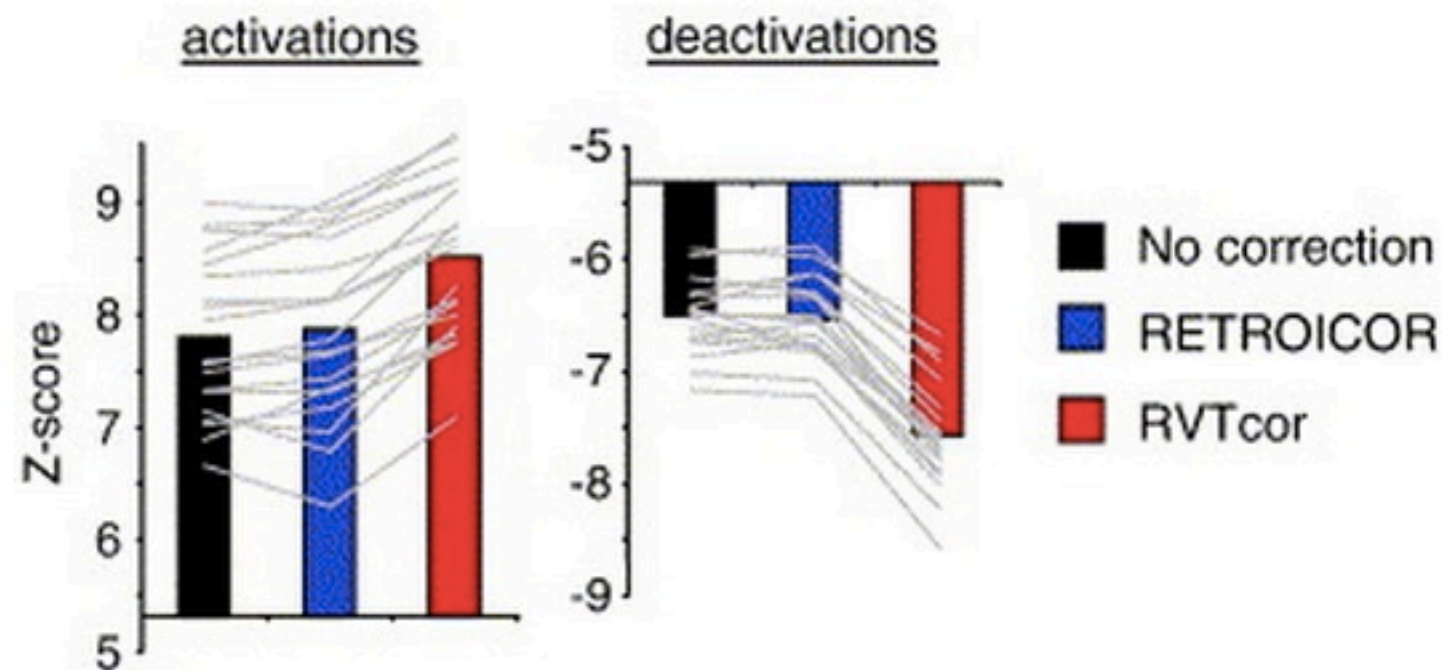 activations
deactivations
Z-score
9
8
7
6
5
-5
-6
-7
-8
-9
No correction
RETROICOR
RVTcor